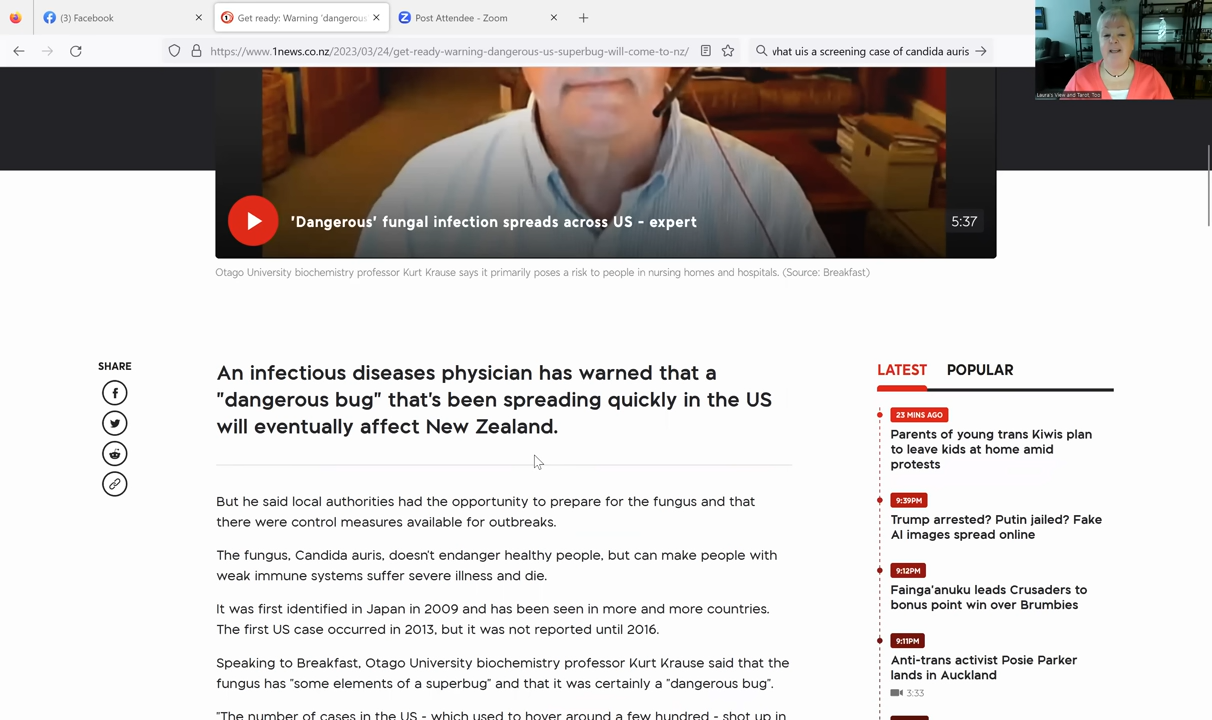 (3) Facebook
Get ready: Warning 'dangerous
Post Attendee - Zoom
https://www.1news.co.nz/2023/03/24/get-ready-warning-dangerous-us-superbug-will-come-to-nz/
what uis a screening case of candida auris
Laura's View and Tarot, Too
'Dangerous' fungal infection spreads across US - expert
5:37
Otago University biochemistry professor Kurt Krause says it primarily poses a risk to people in nursing homes and hospitals. (Source: Breakfast)
SHARE
An infectious diseases physician has warned that a
"dangerous bug" that's been spreading quickly in the US
will eventually affect New Zealand.
But he said local authorities had the opportunity to prepare for the fungus and that
there were control measures available for outbreaks.
The fungus, Candida auris, doesn't endanger healthy people, but can make people with
weak immune systems suffer severe illness and die.
It was first identified in Japan in 2009 and has been seen in more and more countries.
The first US case occurred in 2013, but it was not reported until 2016.
Speaking to Breakfast, Otago University biochemistry professor Kurt Krause said that the
fungus has "some elements of a superbug" and that it was certainly a "dangerous bug".
"The number of cases in the US - which used to hover around a few hundred - shot up in
LATEST POPULAR
23 MINS AGO
Parents of young trans Kiwis plan
to leave kids at home amid
protests
9:39PM
Trump arrested? Putin jailed? Fake
AI images spread online
9:12PM
Fainga'anuku leads Crusaders to
bonus point win over Brumbies
9:11PM
Anti-trans activist Posie Parker
lands in Auckland
3:33